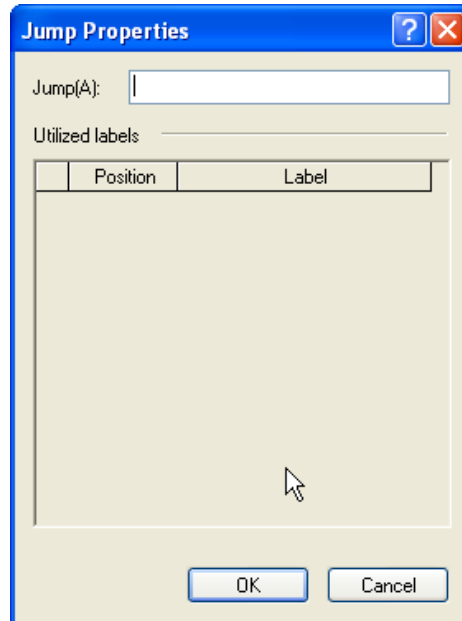 Jump Properties
Jump(A):
Utilized labels
Position Label
OK Cancel